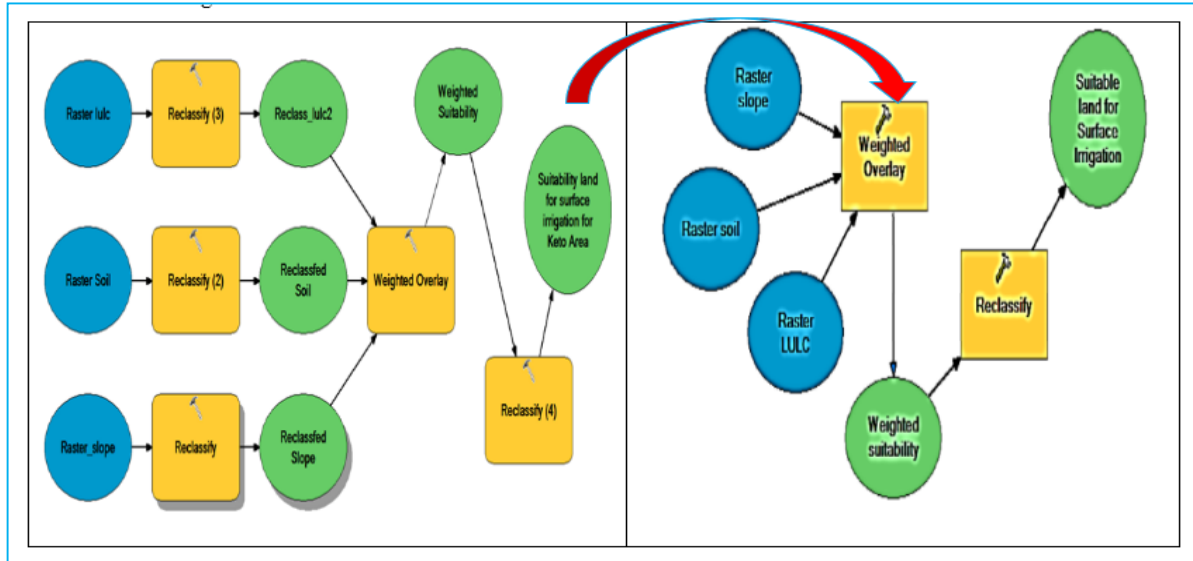 Raster lulc
Reclassify (3)
Reclass_lulc2
Weighted
Suitability
Suitability land
for surface
irrigation for
Keto Area
Raster Soil
Reclassify (2)
Reclassfed
Soil
Weighted Overlay
Raster_slope
Reclassify
Reclassfed
Slope
Reclassify (4)
Raster
slope
Weighted
Overlay
Suitable
land for
Surface
Irrigation
Raster soil
Raster
LULC
Reclassify
Weighted
suitability